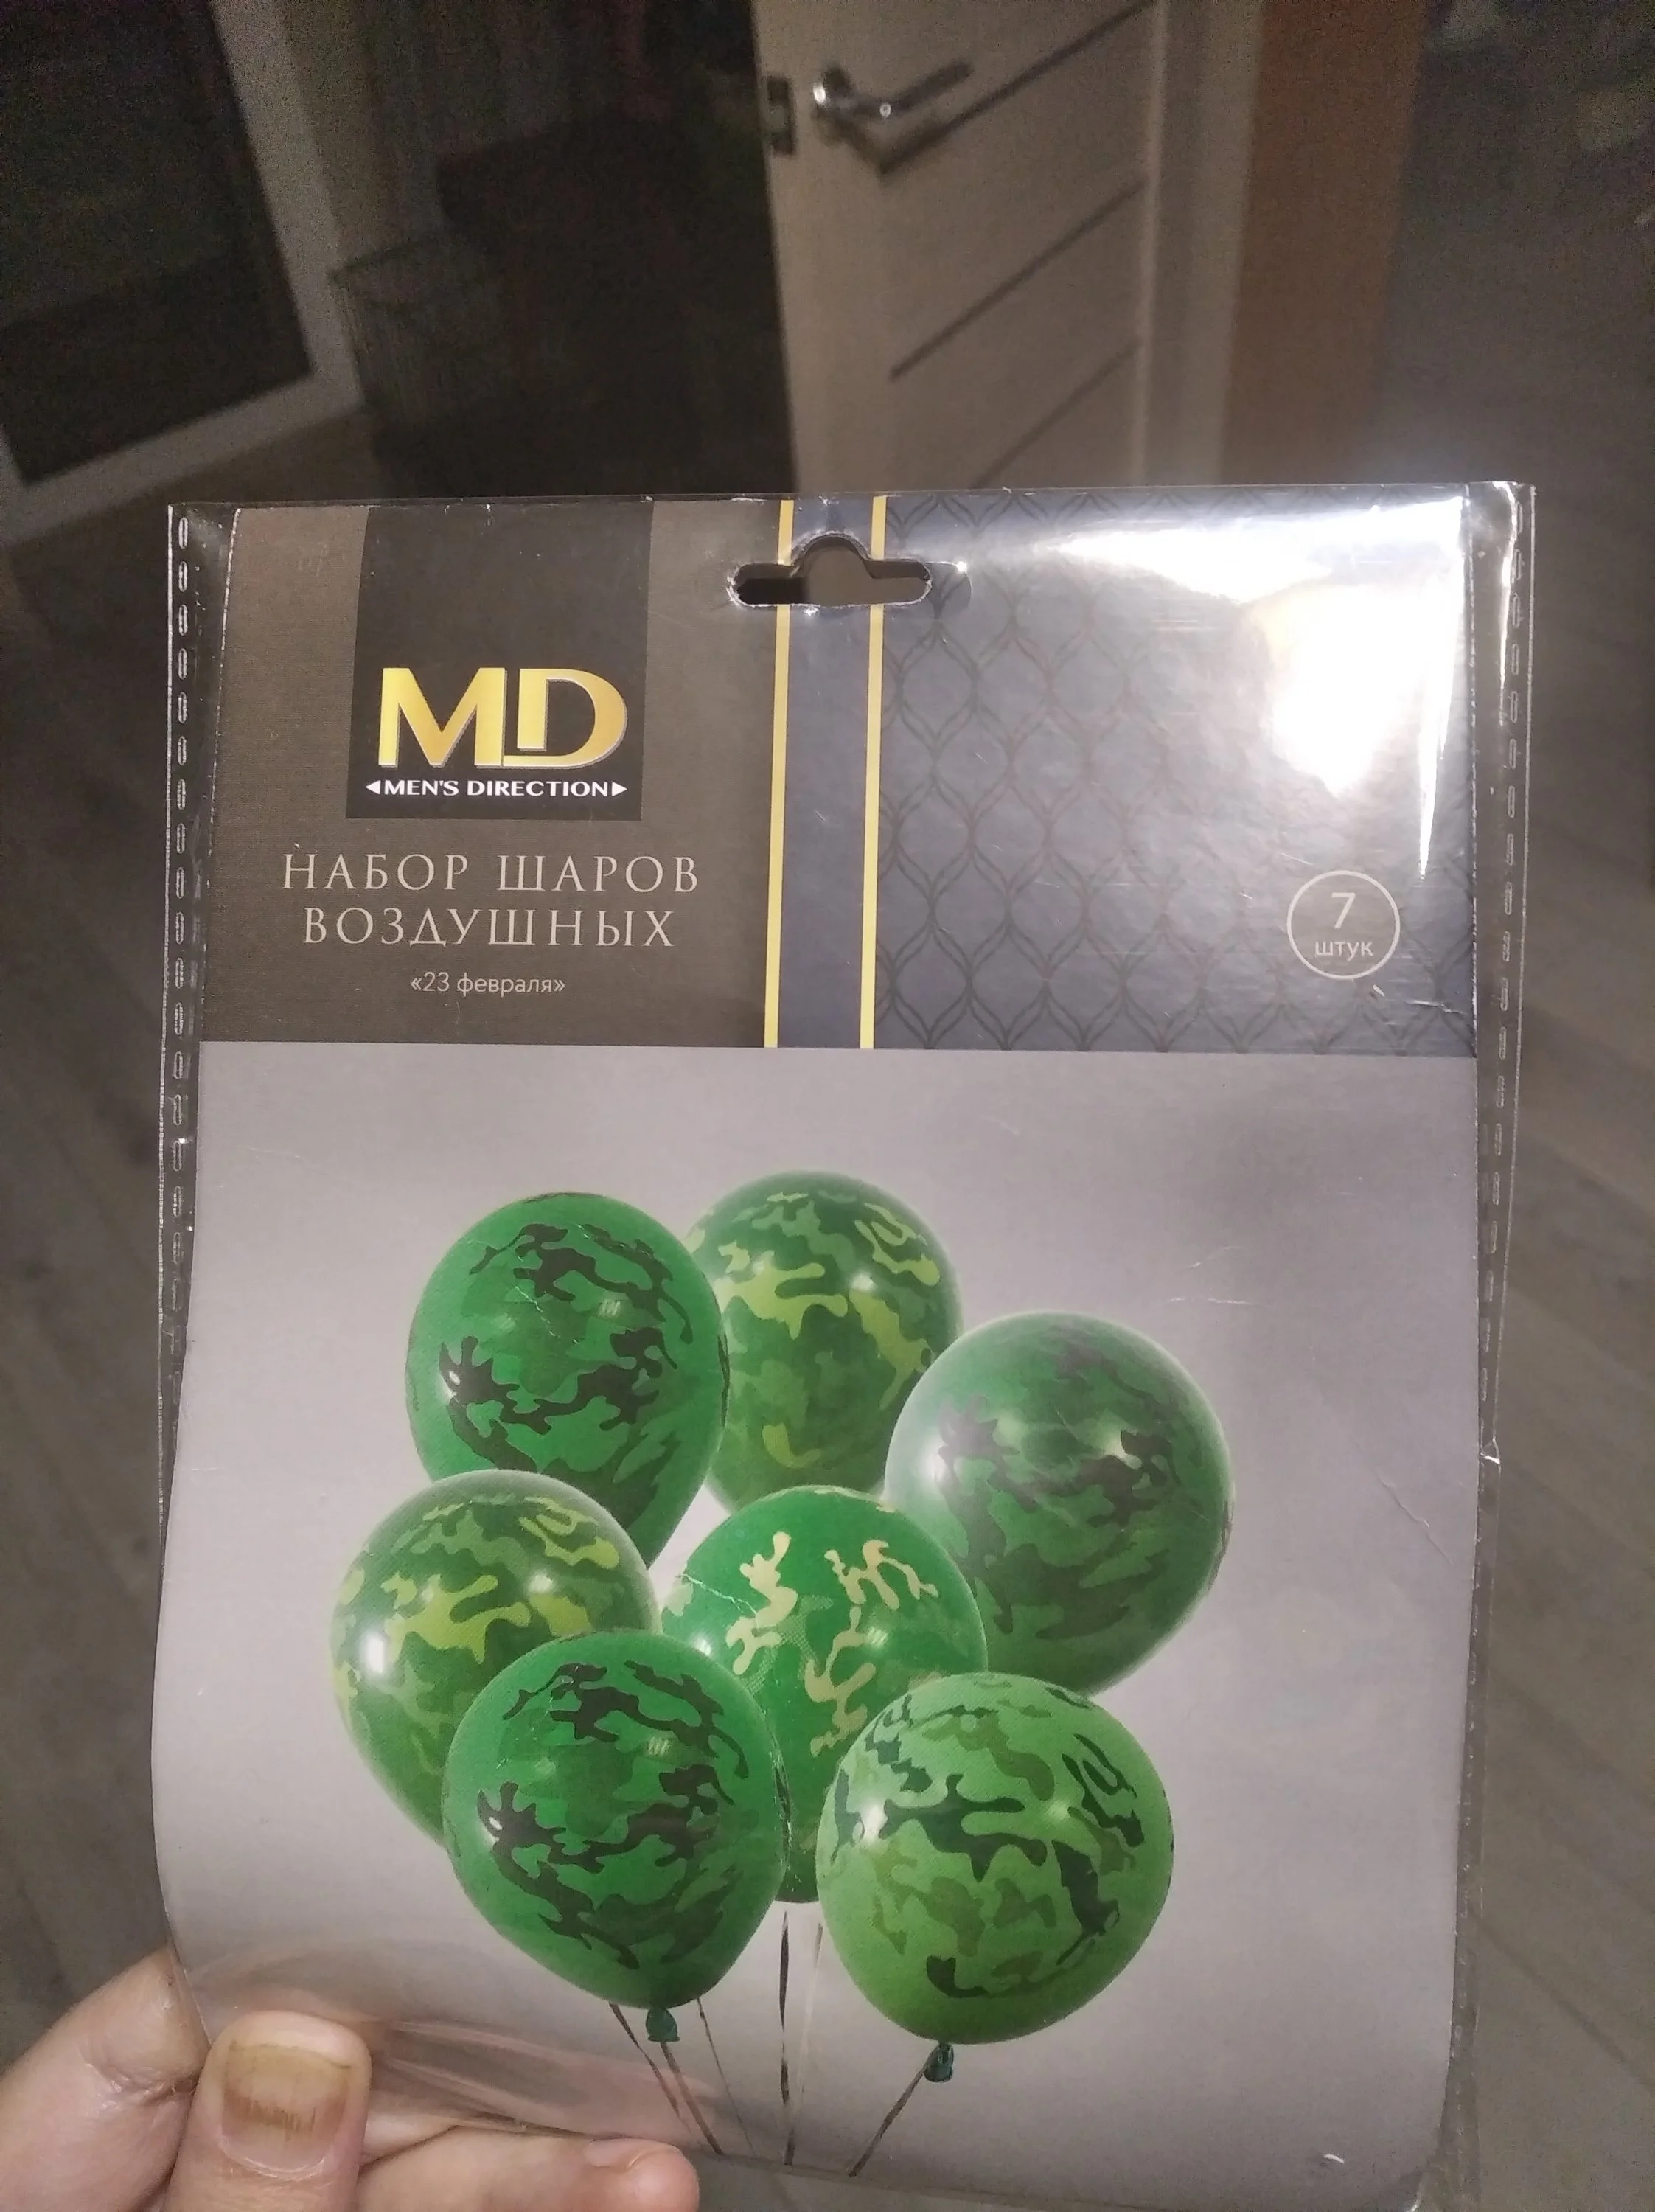 MD
MEN'S DIRECTION
НАБОР ШАРОВ
ВОЗДУШНЫХ
«23 февраля»
7
штук